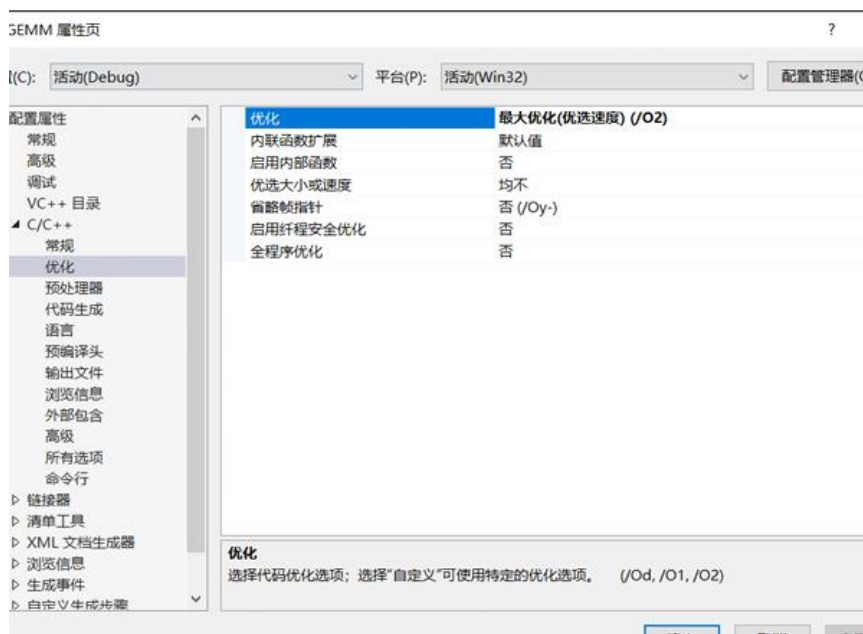 GEMM 属性页
?
(C):
活动(Debug)
平台(P):
活动(Win32)
配置管理器(
配置属性
常规
高级
调试
VC++ 目录
C/C++
常规
优化
预处理器
代码生成
语言
预编译头
输出文件
浏览信息
外部包含
高级
所有选项
命令行
链接器
清单工具
XML 文档生成器
浏览信息
生成事件
自定义生成步骤
优化 最大优化(优选速度) (/O2)
内联函数扩展 默认值
启用内部函数 否
优选大小或速度 均不
省略帧指针 否 (/Oy-)
启用纤程安全优化 否
全程序优化 否
优化
选择代码优化选项；选择“自定义”可使用特定的优化选项。 (/Od, /O1, /O2)